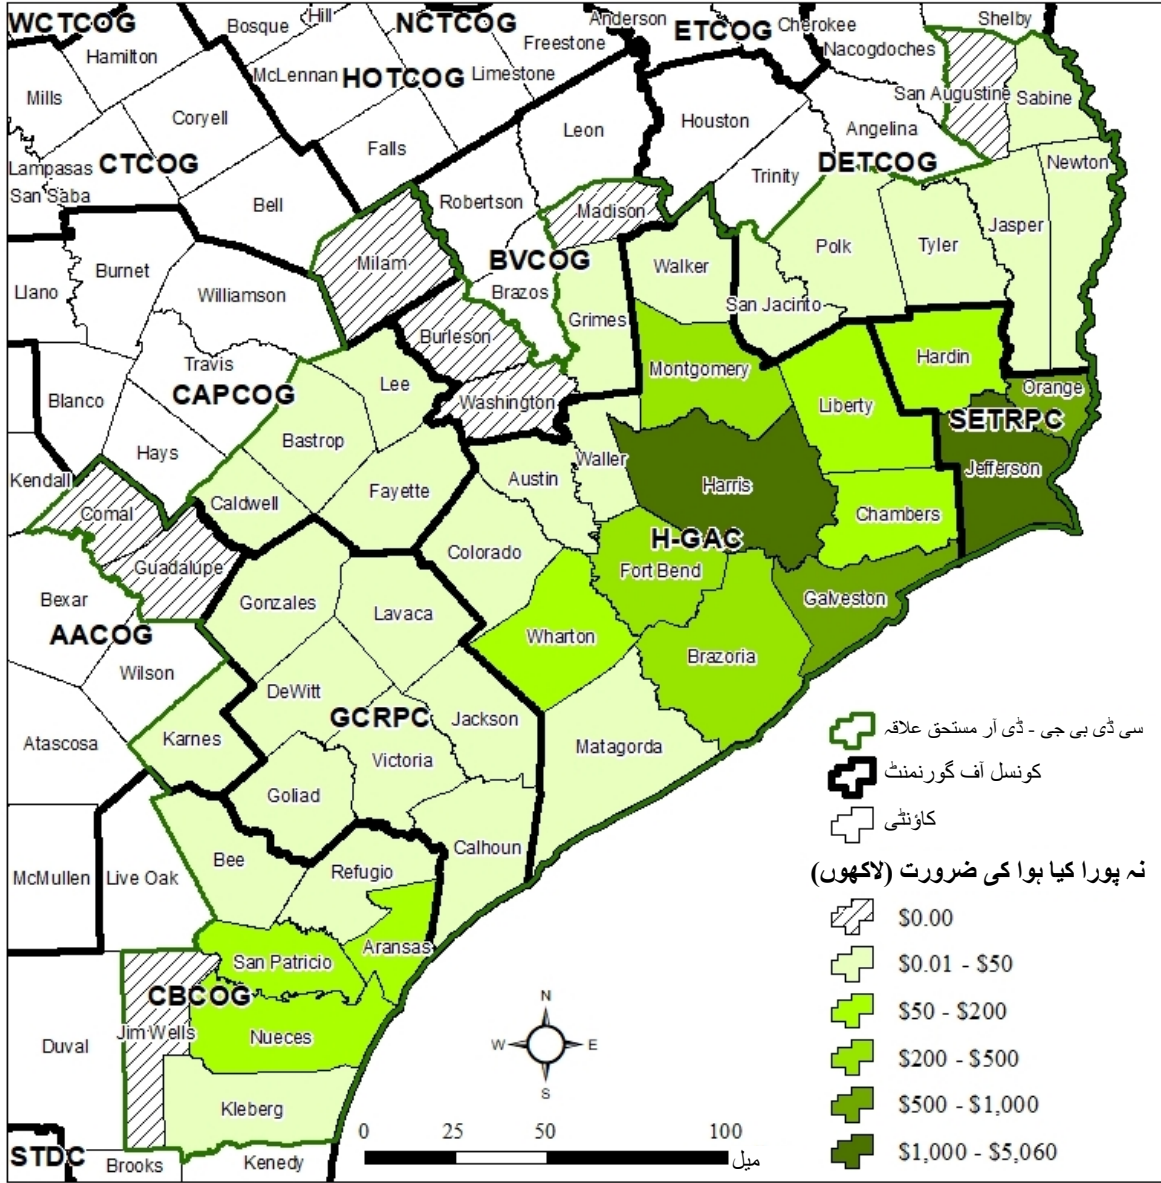 WCTCOG
Hill
Bosque
NCTCOG
Anderson
Cherokee
Shelby
Hamilton
Freestone
ETCOG
Nacogdoches
McLennan
HOTCOG
Limestone
Mills
San Augustine
Sabine
Coryell
Leon
Houston
Angelina
Falls
Lampasas
CTCOG
DETCOG
Newton
San Saba
Trinity
Bell
Robertson
Madison
Jasper
Polk
Tyler
Milam
BVCOG
Walker
Burnet
Llano
Williamson
Brazos
San Jacinto
Grimes
Burleson
Travis
Montgomery
Hardin
CAPCOG
Lee
Orange
Blanco
Washington
Liberty
SETRPC
Bastrop
Hays
Waller
Jefferson
Kendall
Austin
Harris
Fayette
Caldwell
Comal
Chambers
H-GAC
Colorado
Guadalupe
Fort Bend
Bexar
Gonzales
Lavaca
Galveston
AACOG
Wharton
Brazoria
Wilson
DeWitt
GCRPC
Jackson
Atascosa
Karnes
Matagorda
Victoria
Goliad
Calhoun
Bee
Refugio
McMullen
Live Oak
Aransas
San Patricio
CBCOG
Jim Wells
Nueces
Duval
Kleberg
STDC
Brooks
Kenedy
سی ڈی بی جی - ڈی آر مستحق علاقہ
کونسل آف گورنمنٹ
کاؤنٹی
نہ پورا کیا ہوا کی ضرورت (لاکھوں)
$0.00
$0.01 - $50
$50 - $200
$200 - $500
$500 - $1,000
$1,000 - $5,060
N
W E
S
0 25 50 100
میل